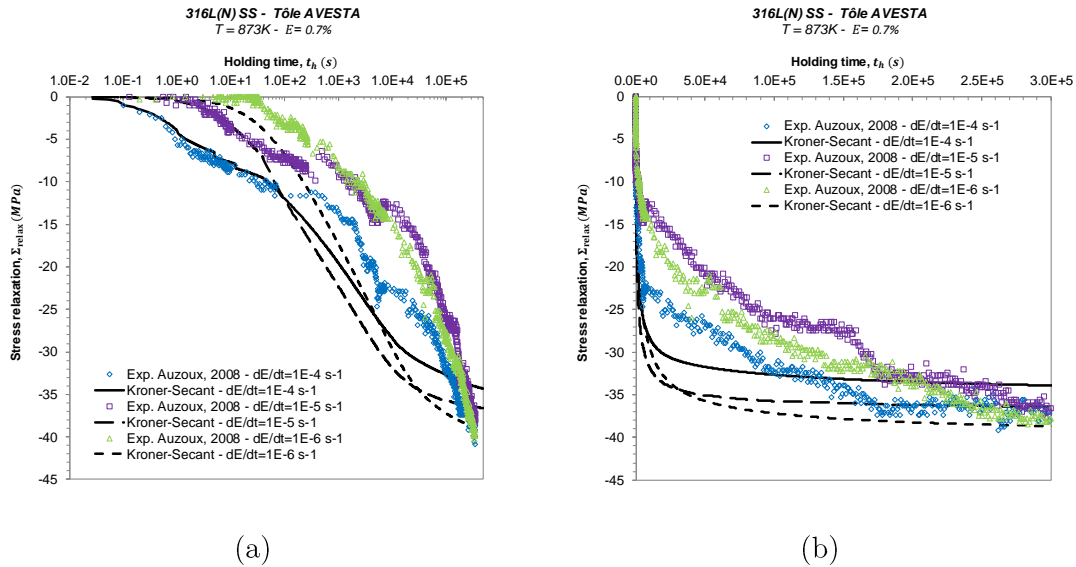 316L(N) SS - Tôle AVESTA
T = 873K - E= 0.7%
Holding time, t_h (s)
1.0E-2 1.0E-1 1.0E+0 1.0E+1 1.0E+2 1.0E+3 1.0E+4 1.0E+5
0
-5
-10
-15
-20
-25
-30
-35
-40
-45
Stress relaxation, Σrelax (MPa)
Exp. Auzoux, 2008 - dE/dt=1E-4 s-1
Kroner-Secant - dE/dt=1E-4 s-1
Exp. Auzoux, 2008 - dE/dt=1E-5 s-1
Kroner-Secant - dE/dt=1E-5 s-1
Exp. Auzoux, 2008 - dE/dt=1E-6 s-1
Kroner-Secant - dE/dt=1E-6 s-1
(a)
316L(N) SS - Tôle AVESTA
T = 873K - E= 0.7%
Holding time, t_h (s)
0.0E+0 5.0E+4 1.0E+5 1.5E+5 2.0E+5 2.5E+5 3.0E+5
0
-5
-10
-15
-20
-25
-30
-35
-40
-45
Stress relaxation, Σrelax (MPa)
Exp. Auzoux, 2008 - dE/dt=1E-4 s-1
Kroner-Secant - dE/dt=1E-4 s-1
Exp. Auzoux, 2008 - dE/dt=1E-5 s-1
Kroner-Secant - dE/dt=1E-5 s-1
Exp. Auzoux, 2008 - dE/dt=1E-6 s-1
Kroner-Secant - dE/dt=1E-6 s-1
(b)